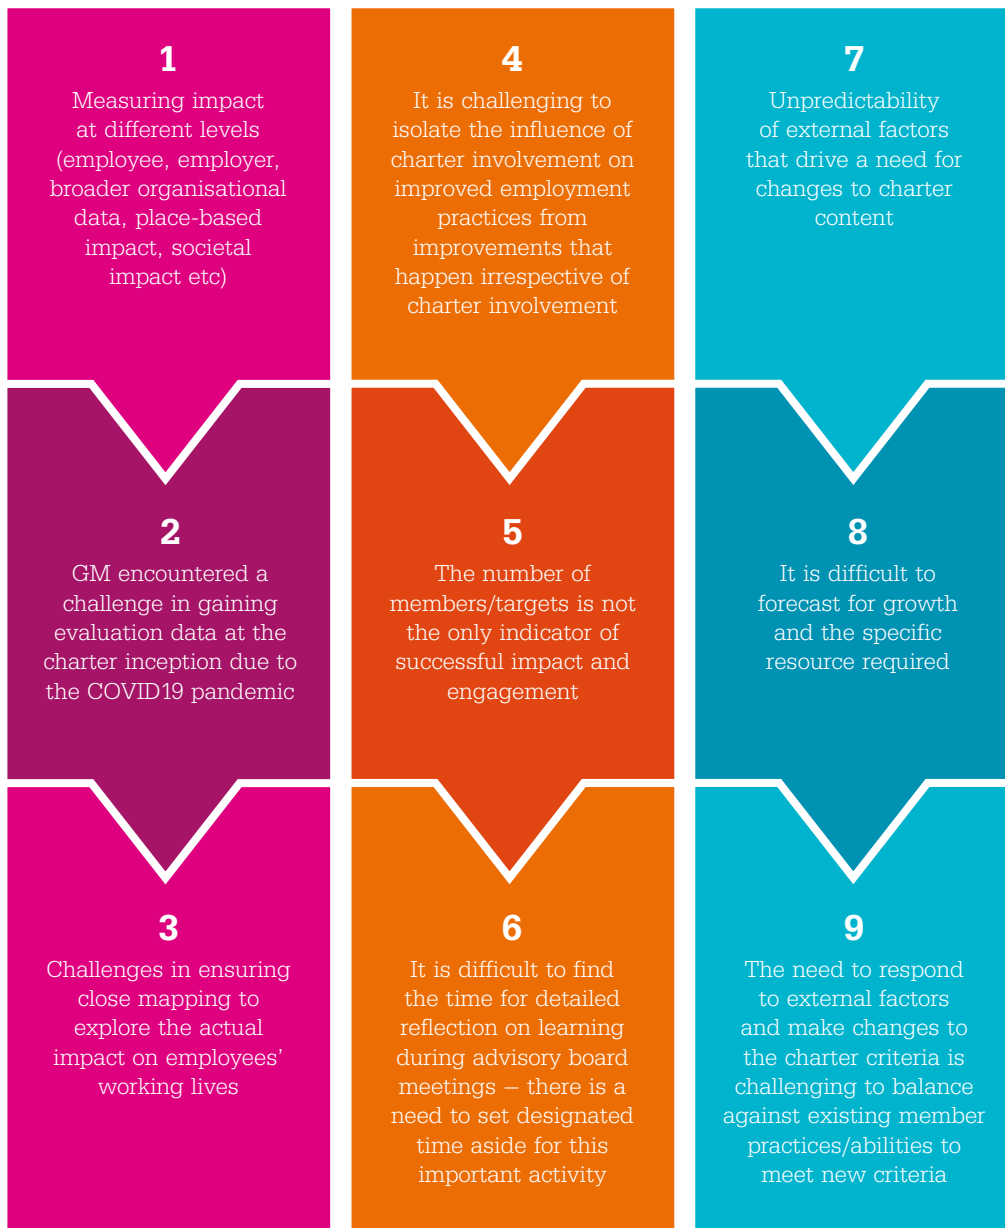 1
Measuring impact
at different levels
(employee, employer,
broader organisational
data, place-based
impact, societal
impact etc)
2
GM encountered a
challenge in gaining
evaluation data at the
charter inception due to
the COVID19 pandemic
3
Challenges in ensuring
close mapping to
explore the actual
impact on employees’
working lives
4
It is challenging to
isolate the influence of
charter involvement on
improved employment
practices from
improvements that
happen irrespective of
charter involvement
5
The number of
members/targets is not
the only indicator of
successful impact and
engagement
6
It is difficult to find
the time for detailed
reflection on learning
during advisory board
meetings – there is a
need to set designated
time aside for this
important activity
7
Unpredictability
of external factors
that drive a need for
changes to charter
content
8
It is difficult to
forecast for growth
and the specific
resource required
9
The need to respond
to external factors
and make changes to
the charter criteria is
challenging to balance
against existing member
practices/abilities to
meet new criteria